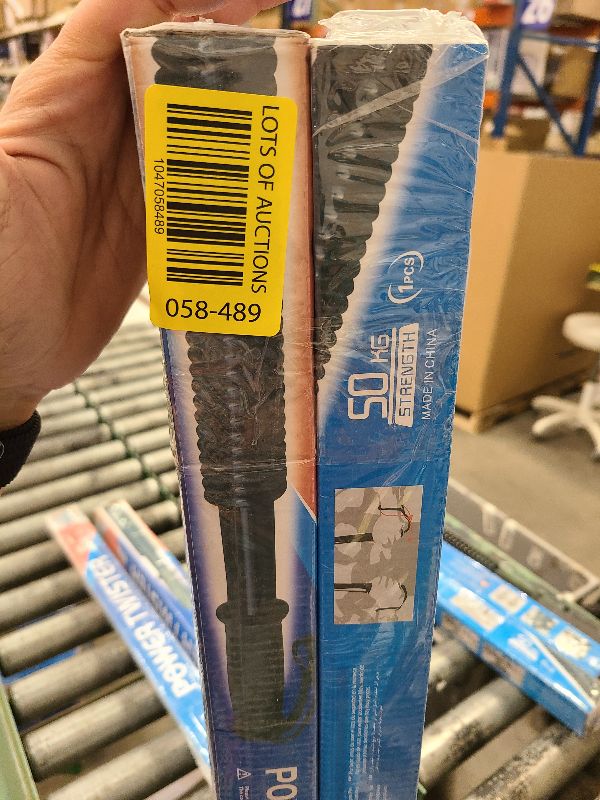 LOTS OF AUCTIONS
1047058489
058-489
1PCS
50 KG
STRENGTH
MADE IN CHINA
POWER TWISTER
PO